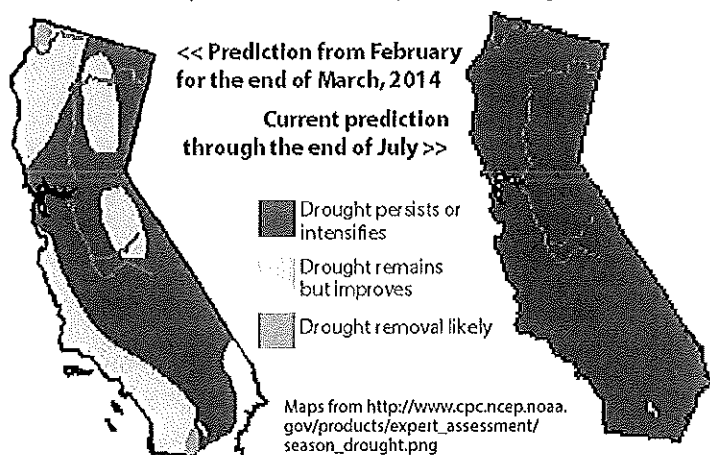 << Prediction from February
for the end of March, 2014
Current prediction
through the end of July >>
Drought persists or
intensifies
Drought remains
but improves
Drought removal likely
Maps from http://www.cpc.ncep.noaa.
gov/products/expert_assessment/
season_drought.png